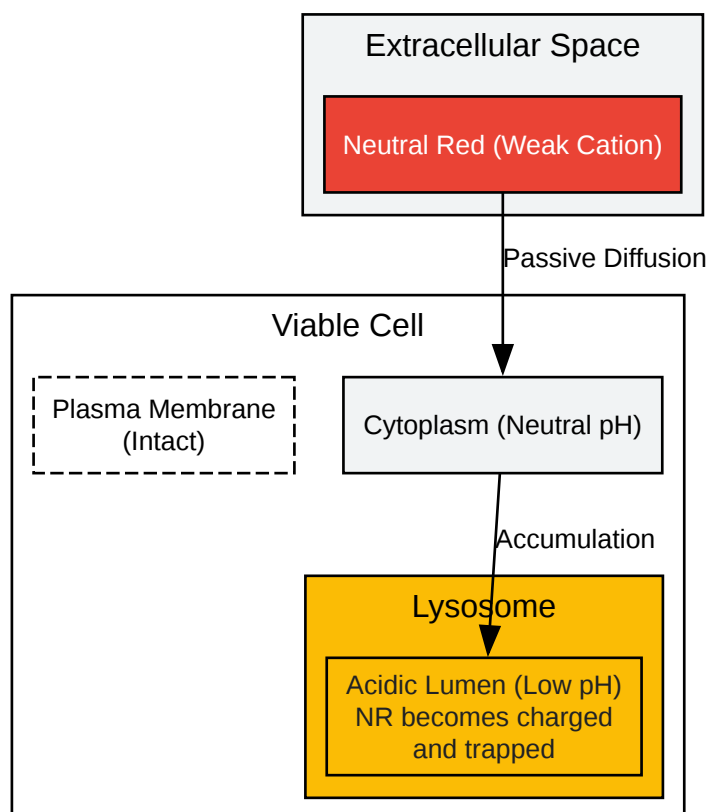 Extracellular Space
Neutral Red (Weak Cation)
Passive Diffusion
Viable Cell
Plasma Membrane
(Intact)
Cytoplasm (Neutral pH)
Accumulation
Lysosome
Acidic Lumen (Low pH)
NR becomes charged
and trapped